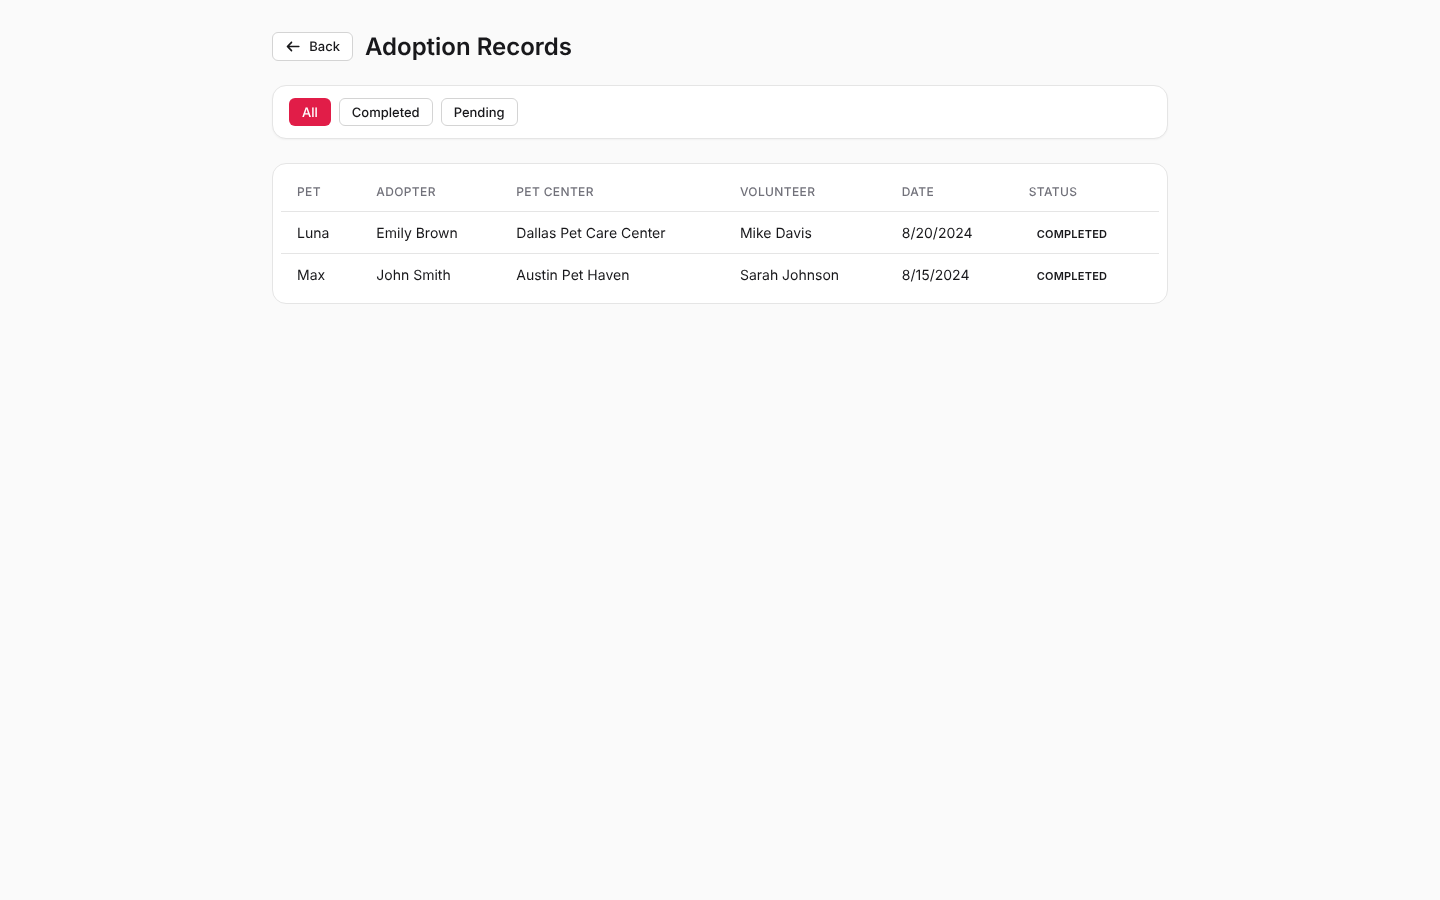 Back
Adoption Records
All Completed Pending
PET ADOPTER PET CENTER VOLUNTEER DATE STATUS
Luna Emily Brown Dallas Pet Care Center Mike Davis 8/20/2024 COMPLETED
Max John Smith Austin Pet Haven Sarah Johnson 8/15/2024 COMPLETED